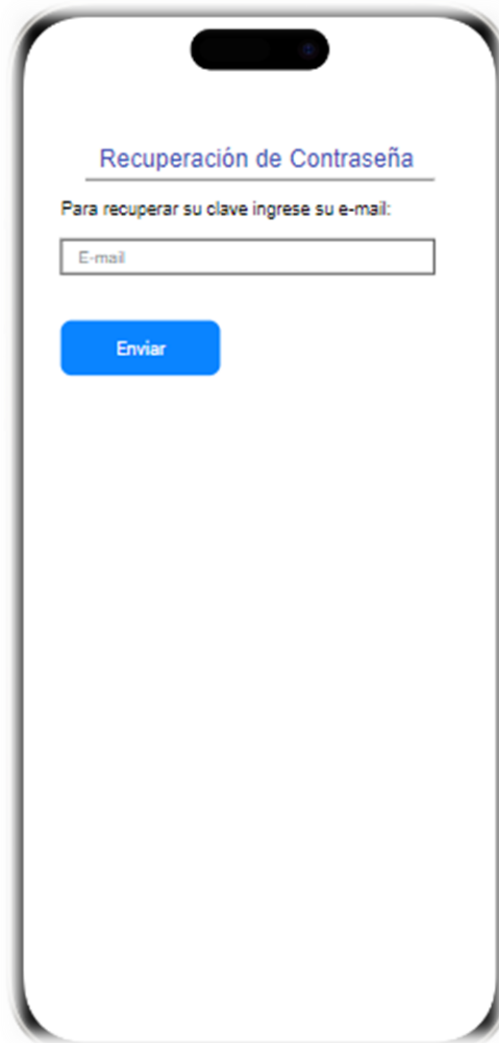 Recuperación de Contraseña
Para recuperar su clave ingrese su e-mail:
E-mail
Enviar